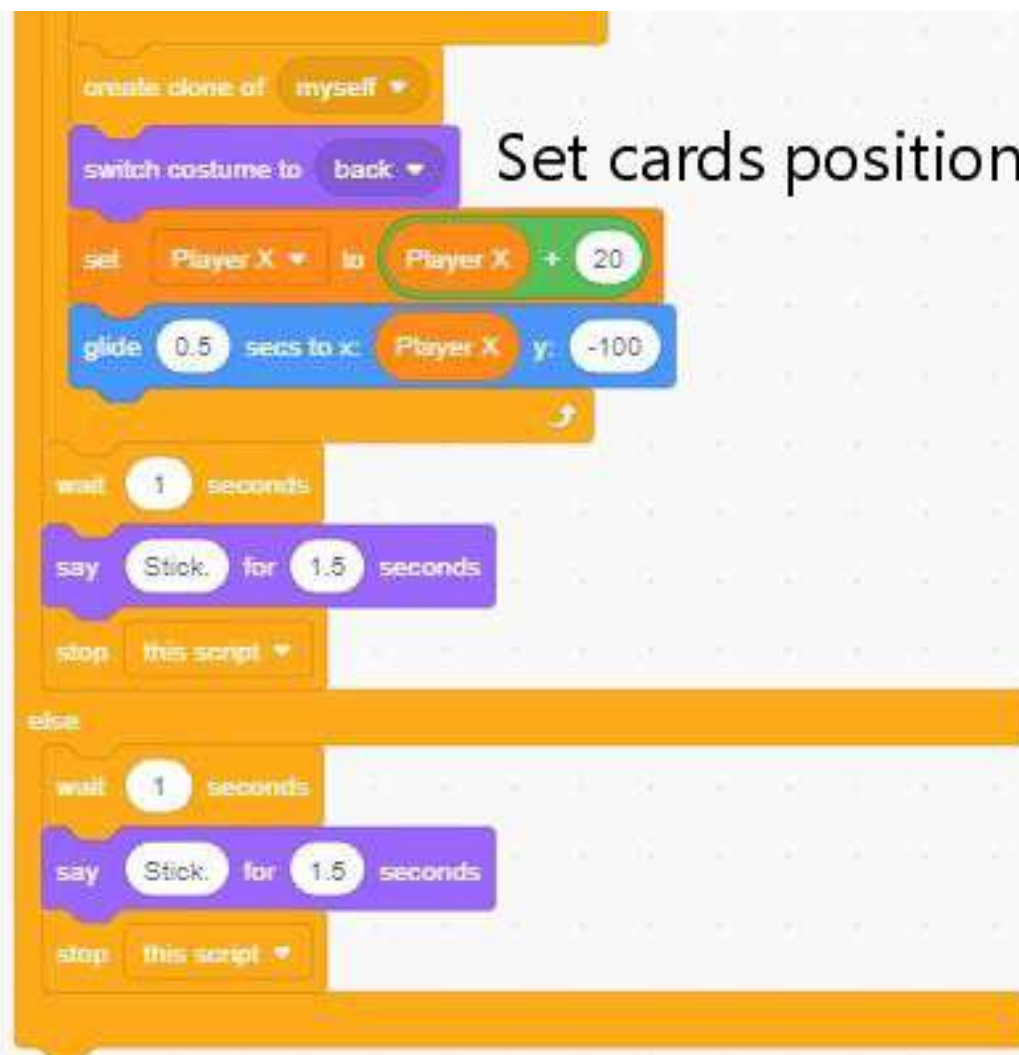 create clone of myself
switch costume to back
Set cards position
set Player X to Player X + 20
glide 0.5 secs to x: Player X y: -100
wait 1 seconds
say Stick. for 1.5 seconds
stop this script
else
wait 1 seconds
say Stick. for 1.5 seconds
stop this script